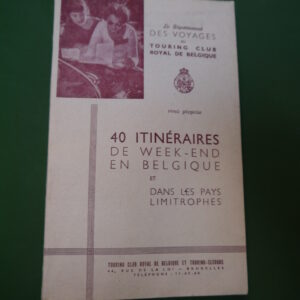 Le Département
DES VOYAGES
du
TOURING CLUB
ROYAL DE BELGIQUE
vous propose
40 ITINÉRAIRES
DE WEEK-END
EN BELGIQUE
ET
DANS LES PAYS
LIMITROPHES
TOURING CLUB ROYAL DE BELGIQUE ET TOURING-SECOURS
44, RUE DE LA LOI - BRUXELLES